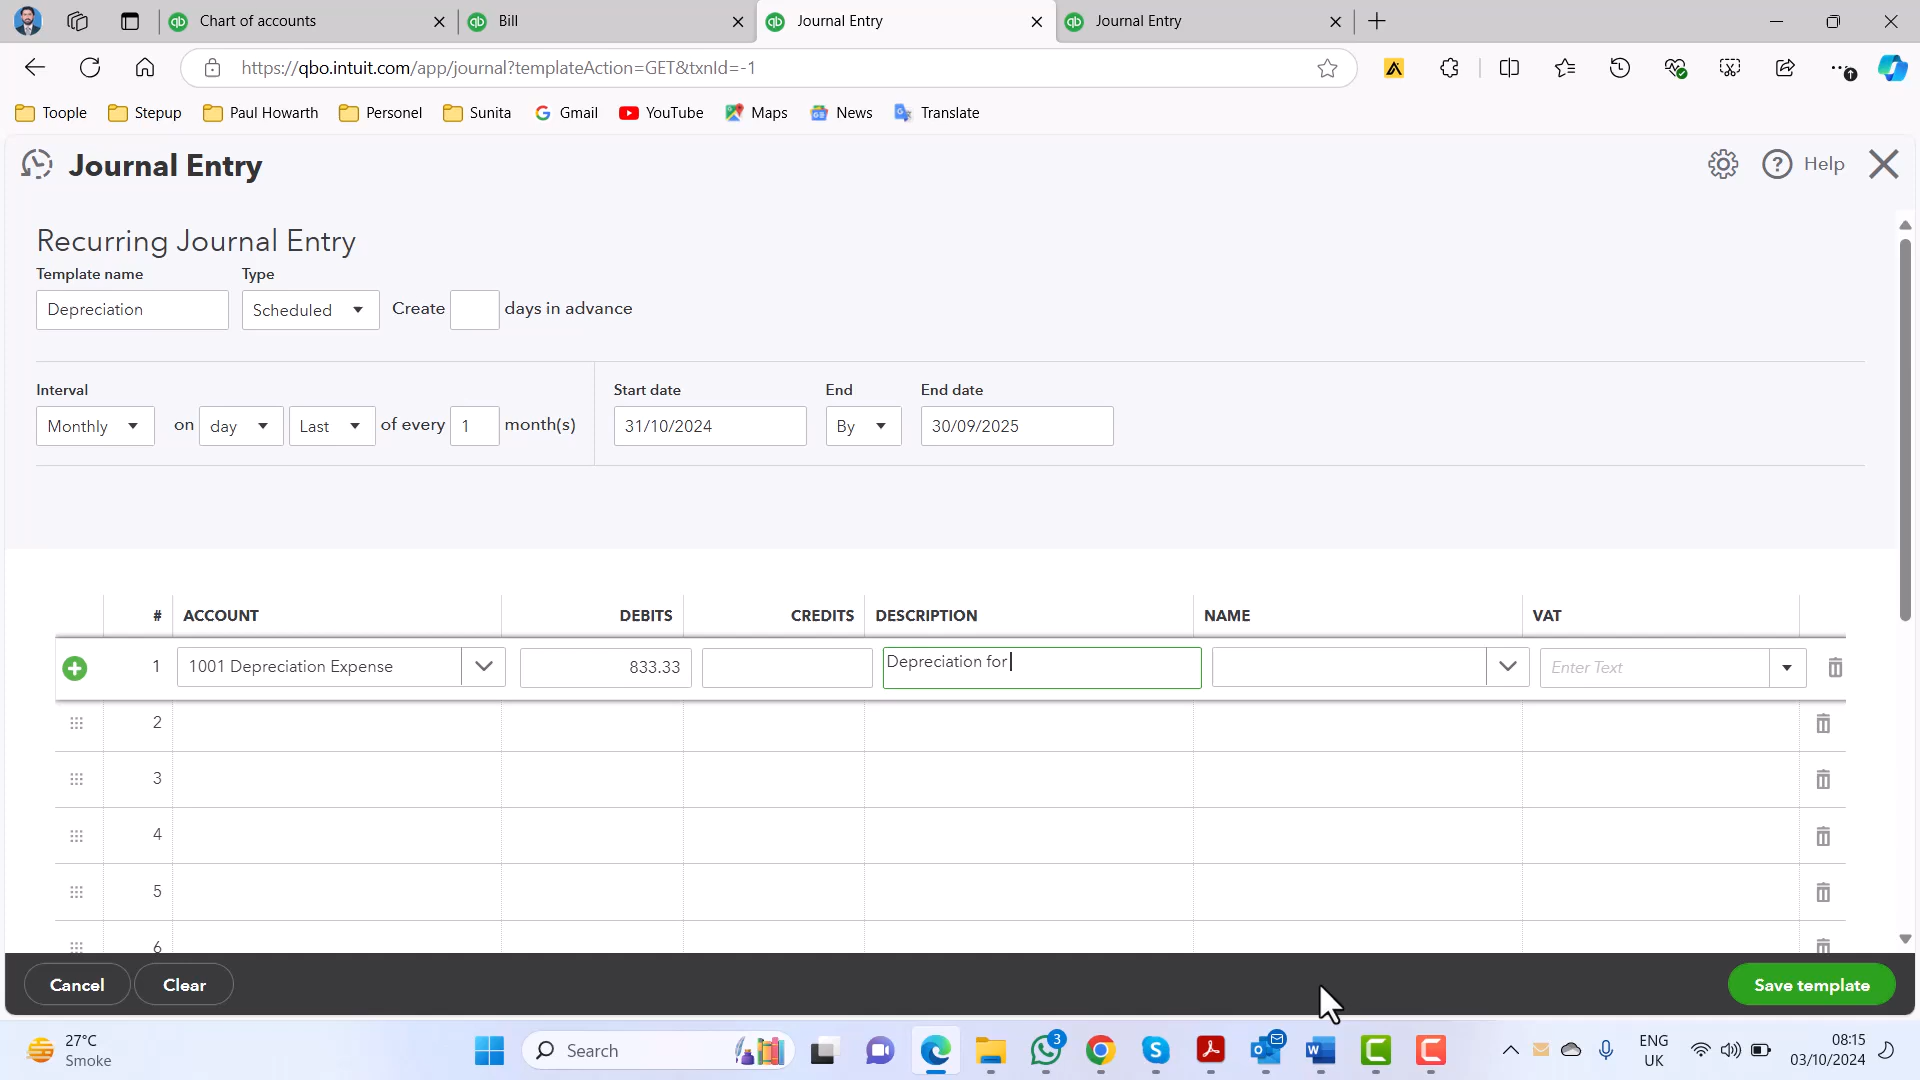 Chart of accounts
Bill
Journal Entry
Journal Entry
https://qbo.intuit.com/app/journal?templateAction=GET&txnId=-1
Toople
Stepup
Paul Howarth
Personel
Sunita
Gmail
YouTube
Maps
News
Translate
Journal Entry
Help
Recurring Journal Entry
Template name
Type
Depreciation
Scheduled
Create
days in advance
Interval
Start date
End
End date
Monthly
on
day
Last
of every
1
month(s)
31/10/2024
By
30/09/2025
#
ACCOUNT
DEBITS
CREDITS
DESCRIPTION
NAME
VAT
1
1001 Depreciation Expense
833.33
Depreciation for
Enter Text
2
3
4
5
6
Cancel
Clear
Save template
27°C
Smoke
Search
3
ENG
UK
08:15
03/10/2024